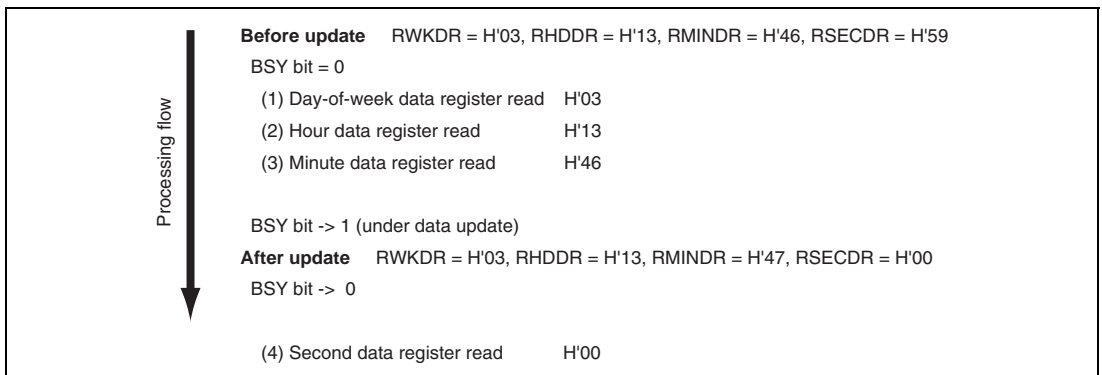 Processing flow
Before update RWKDR = H'03, RHDDR = H'13, RMINDR = H'46, RSECDR = H'59
BSY bit = 0
(1) Day-of-week data register read H'03
(2) Hour data register read H'13
(3) Minute data register read H'46
BSY bit -> 1 (under data update)
After update RWKDR = H'03, RHDDR = H'13, RMINDR = H'47, RSECDR = H'00
BSY bit -> 0
(4) Second data register read H'00